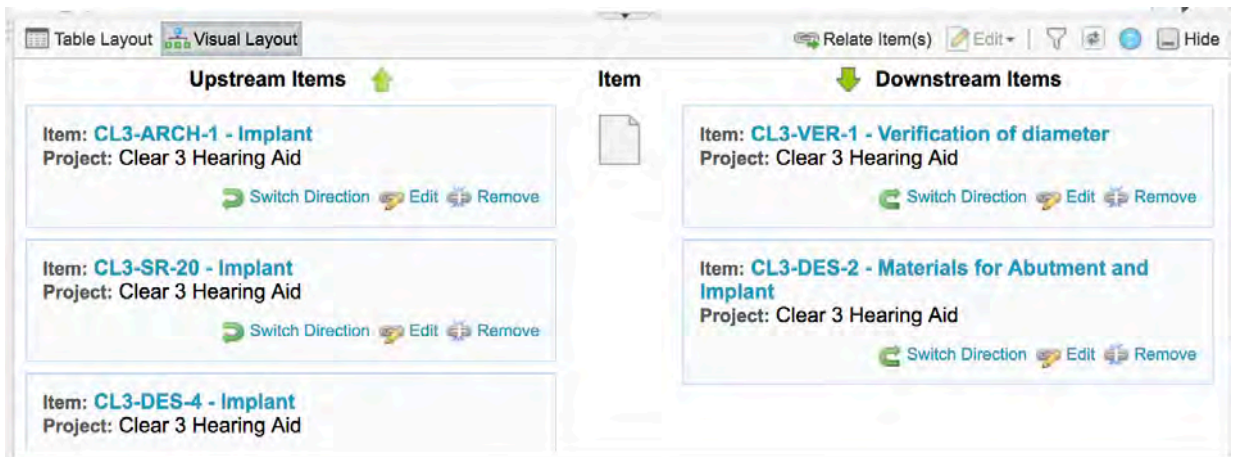 Table Layout Visual Layout Relate Item(s) Edit Hide
Upstream Items Item Downstream Items
Item: CL3-ARCH-1 - Implant
Project: Clear 3 Hearing Aid
Switch Direction Edit Remove
Item: CL3-SR-20 - Implant
Project: Clear 3 Hearing Aid
Switch Direction Edit Remove
Item: CL3-DES-4 - Implant
Project: Clear 3 Hearing Aid
Item: CL3-VER-1 - Verification of diameter
Project: Clear 3 Hearing Aid
Switch Direction Edit Remove
Item: CL3-DES-2 - Materials for Abutment and
Implant
Project: Clear 3 Hearing Aid
Switch Direction Edit Remove